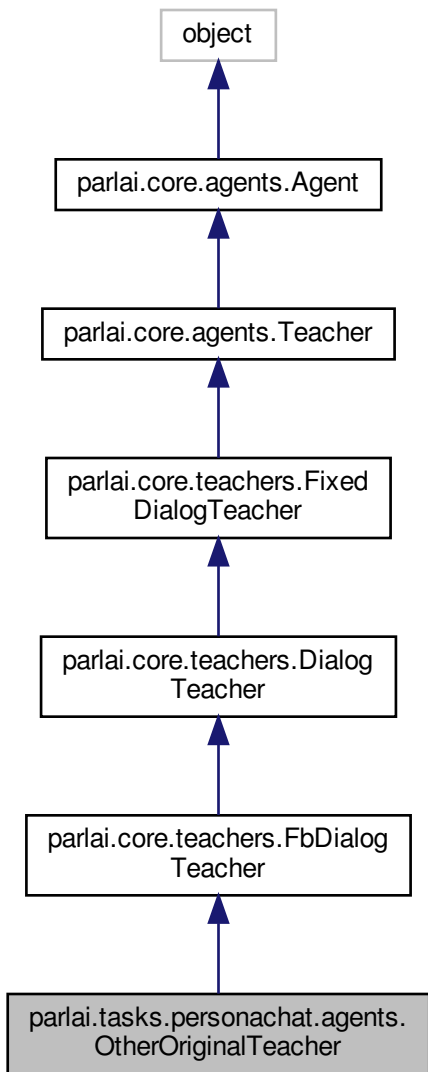 object
parlai.core.agents.Agent
parlai.core.agents.Teacher
parlai.core.teachers.Fixed
DialogTeacher
parlai.core.teachers.Dialog
Teacher
parlai.core.teachers.FbDialog
Teacher
parlai.tasks.personachat.agents.
OtherOriginalTeacher